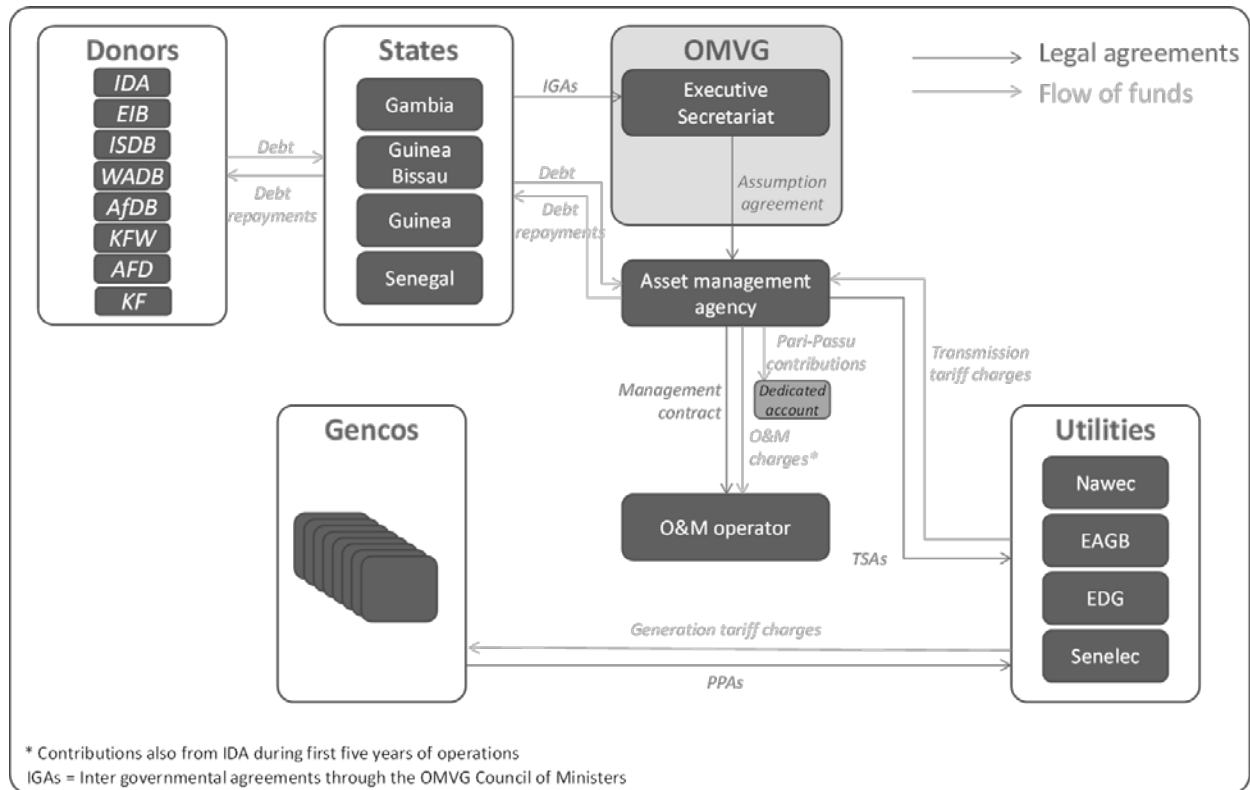 Donors
IDA
EIB
ISDB
WADB
AfDB
KFW
AFD
KF
Debt
Debt
repayments
States
Gambia
Guinea
Bissau
Guinea
Senegal
IGAs
Debt
Debt
repayments
OMVG
Executive
Secretariat
Assumption
agreement
Legal agreements
Flow of funds
Asset management
agency
Pari-Passu
contributions
Dedicated
account
Management
contract
O&M
charges*
O&M operator
Transmission
tariff charges
TSAs
Gencos
Utilities
Nawec
EAGB
EDG
Senelec
Generation tariff charges
PPAs
* Contributions also from IDA during first five years of operations
IGAs = Inter governmental agreements through the OMVG Council of Ministers